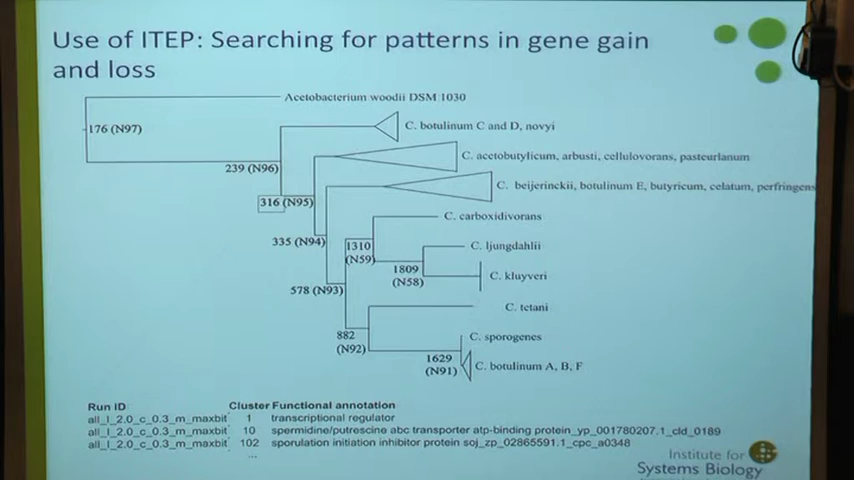 Use of ITEP: Searching for patterns in gene gain
and loss
Acetobacterium woodii DSM 1030
176 (N97)
C. botulinum C and D, novyi
C. acetobutylicum, arbusti, cellulovorans, pasteurianum
239 (N96)
C. beijerinckii, botulinum E, butyricum, celatum, perfringens
316 (N95)
C. carboxidivorans
335 (N94)
1310
(N59)
C. ljungdahlii
1809
(N58)
C. kluyveri
578 (N93)
C. tetani
882
(N92)
C. sporogenes
1629
(N91)
C. botulinum A, B, F
Run ID Cluster Functional annotation
all_I_2.0_c_0.3_m_maxbit 1 transcriptional regulator
all_I_2.0_c_0.3_m_maxbit 10 spermidine/putrescine abc transporter atp-binding protein_yp_001780207.1_cld_0189
all_I_2.0_c_0.3_m_maxbit 102 sporulation initiation inhibitor protein soj_zp_02865591.1_cpc_a0348
...
Institute for
Systems Biology